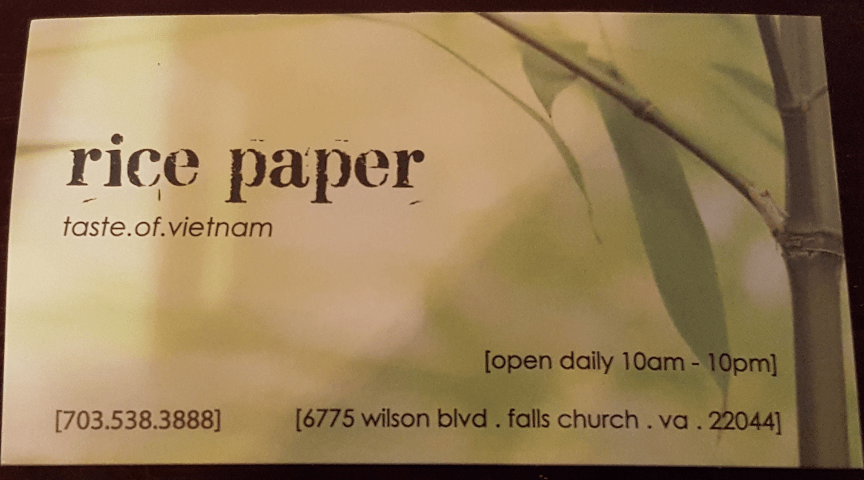 rice paper
taste.of.vietnam
[open daily 10am - 10pm]
[703.538.3888] [6775 wilson blvd . falls church . va . 22044]